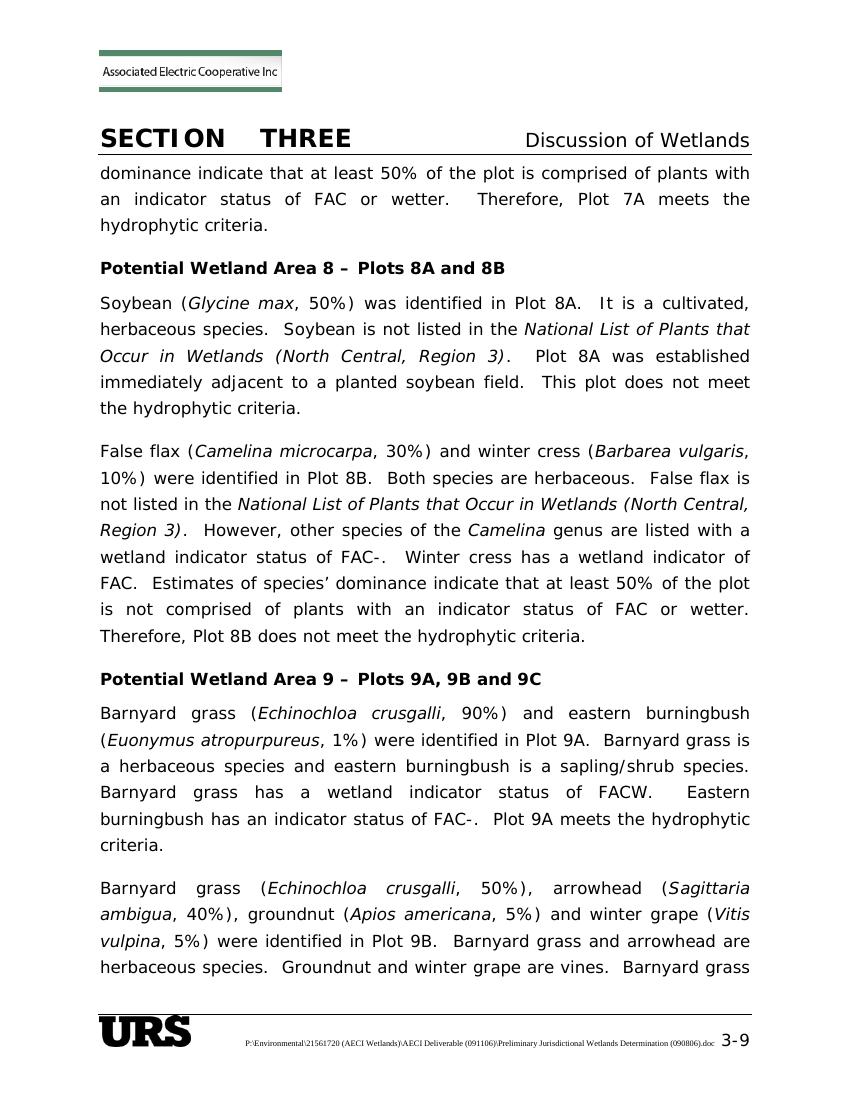 Associated Electric Cooperative Inc
SECTION THREE Discussion of Wetlands
dominance indicate that at least 50% of the plot is comprised of plants with
an indicator status of FAC or wetter. Therefore, Plot 7A meets the
hydrophytic criteria.
Potential Wetland Area 8 – Plots 8A and 8B
Soybean (Glycine max, 50%) was identified in Plot 8A. It is a cultivated,
herbaceous species. Soybean is not listed in the National List of Plants that
Occur in Wetlands (North Central, Region 3). Plot 8A was established
immediately adjacent to a planted soybean field. This plot does not meet
the hydrophytic criteria.
False flax (Camelina microcarpa, 30%) and winter cress (Barbarea vulgaris,
10%) were identified in Plot 8B. Both species are herbaceous. False flax is
not listed in the National List of Plants that Occur in Wetlands (North Central,
Region 3). However, other species of the Camelina genus are listed with a
wetland indicator status of FAC-. Winter cress has a wetland indicator of
FAC. Estimates of species’ dominance indicate that at least 50% of the plot
is not comprised of plants with an indicator status of FAC or wetter.
Therefore, Plot 8B does not meet the hydrophytic criteria.
Potential Wetland Area 9 – Plots 9A, 9B and 9C
Barnyard grass (Echinochloa crusgalli, 90%) and eastern burningbush
(Euonymus atropurpureus, 1%) were identified in Plot 9A. Barnyard grass is
a herbaceous species and eastern burningbush is a sapling/shrub species.
Barnyard grass has a wetland indicator status of FACW. Eastern
burningbush has an indicator status of FAC-. Plot 9A meets the hydrophytic
criteria.
Barnyard grass (Echinochloa crusgalli, 50%), arrowhead (Sagittaria
ambigua, 40%), groundnut (Apios americana, 5%) and winter grape (Vitis
vulpina, 5%) were identified in Plot 9B. Barnyard grass and arrowhead are
herbaceous species. Groundnut and winter grape are vines. Barnyard grass
URS P:\Environmental\21561720 (AECI Wetlands)\AECI Deliverable (091106)\Preliminary Jurisdictional Wetlands Determination (090806).doc 3-9